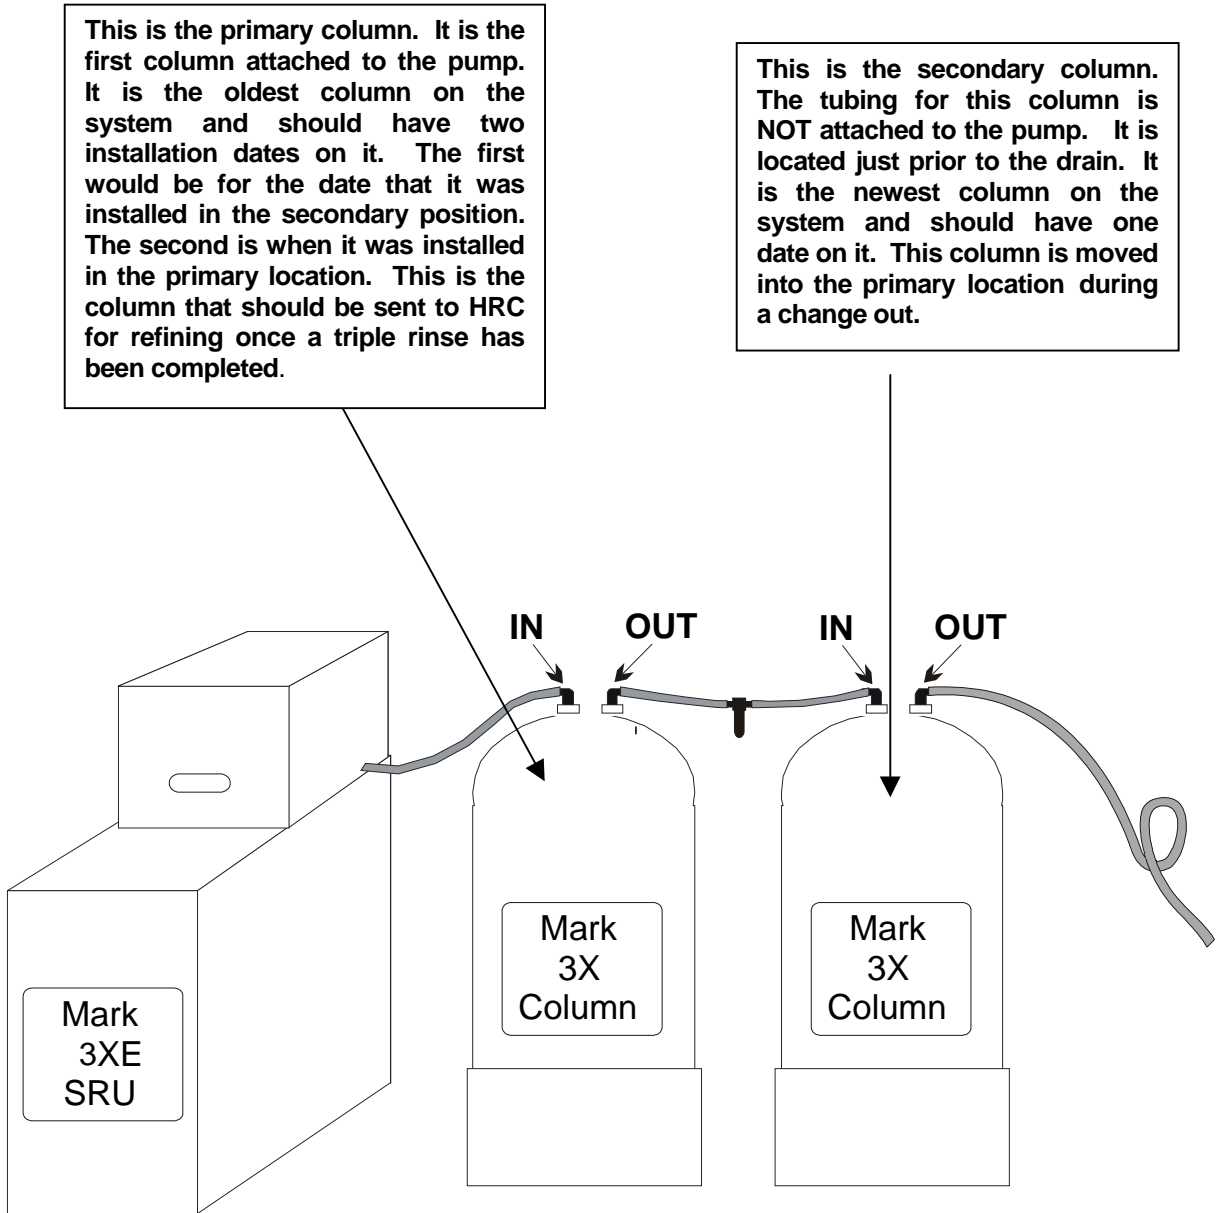 This is the primary column. It is the
first column attached to the pump.
It is the oldest column on the
system and should have two
installation dates on it. The first
would be for the date that it was
installed in the secondary position.
The second is when it was installed
in the primary location. This is the
column that should be sent to HRC
for refining once a triple rinse has
been completed.
This is the secondary column.
The tubing for this column is
NOT attached to the pump. It is
located just prior to the drain. It
is the newest column on the
system and should have one
date on it. This column is moved
into the primary location during
a change out.
IN
OUT
IN
OUT
Mark
3XE
SRU
Mark
3X
Column
Mark
3X
Column